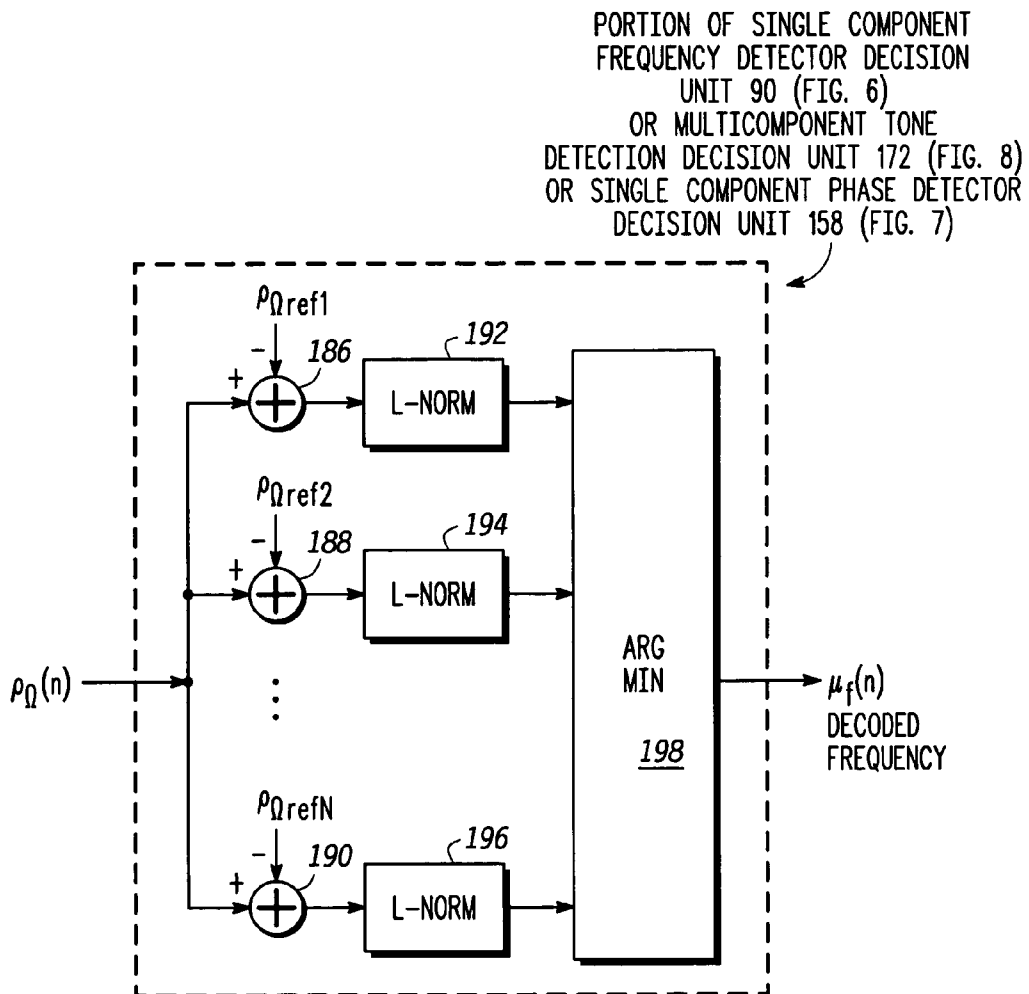 PORTION OF SINGLE COMPONENT
FREQUENCY DETECTOR DECISION
UNIT 90 (FIG. 6)
OR MULTICOMPONENT TONE
DETECTION DECISION UNIT 172 (FIG. 8)
OR SINGLE COMPONENT PHASE DETECTOR
DECISION UNIT 158 (FIG. 7)
ρΩref1
186
192
− + +
L-NORM
ρΩref2
188
194
− + +
L-NORM
ρΩ(n)
⋮
ARG
MIN
198
μf(n)
DECODED
FREQUENCY
ρΩrefN
190
196
− + +
L-NORM